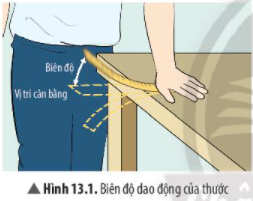 Biên độ
Vị trí cân bằng
▲ Hình 13.1. Biên độ dao động của thước